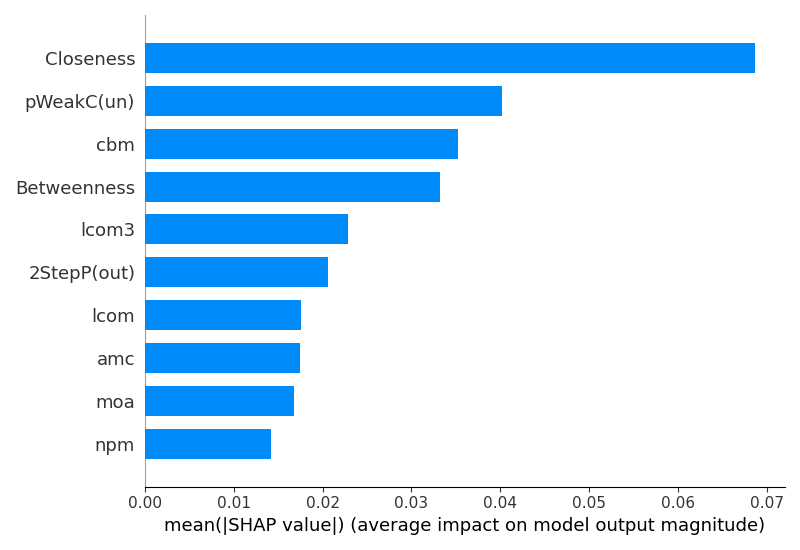 Closeness
pWeakC(un)
cbm
Betweenness
lcom3
2StepP(out)
lcom
amc
moa
npm
0.00 0.01 0.02 0.03 0.04 0.05 0.06 0.07
mean(|SHAP value|) (average impact on model output magnitude)